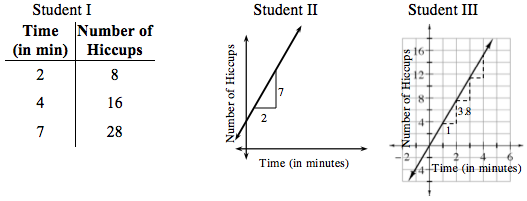 Student I
Time (in min) Number of Hiccups
2 8
4 16
7 28
Student II
Number of Hiccups
7
2
Time (in minutes)
Student III
Number of Hiccups
16
12
8
4
3.8
1
-2 2 4 6
-4
Time (in minutes)